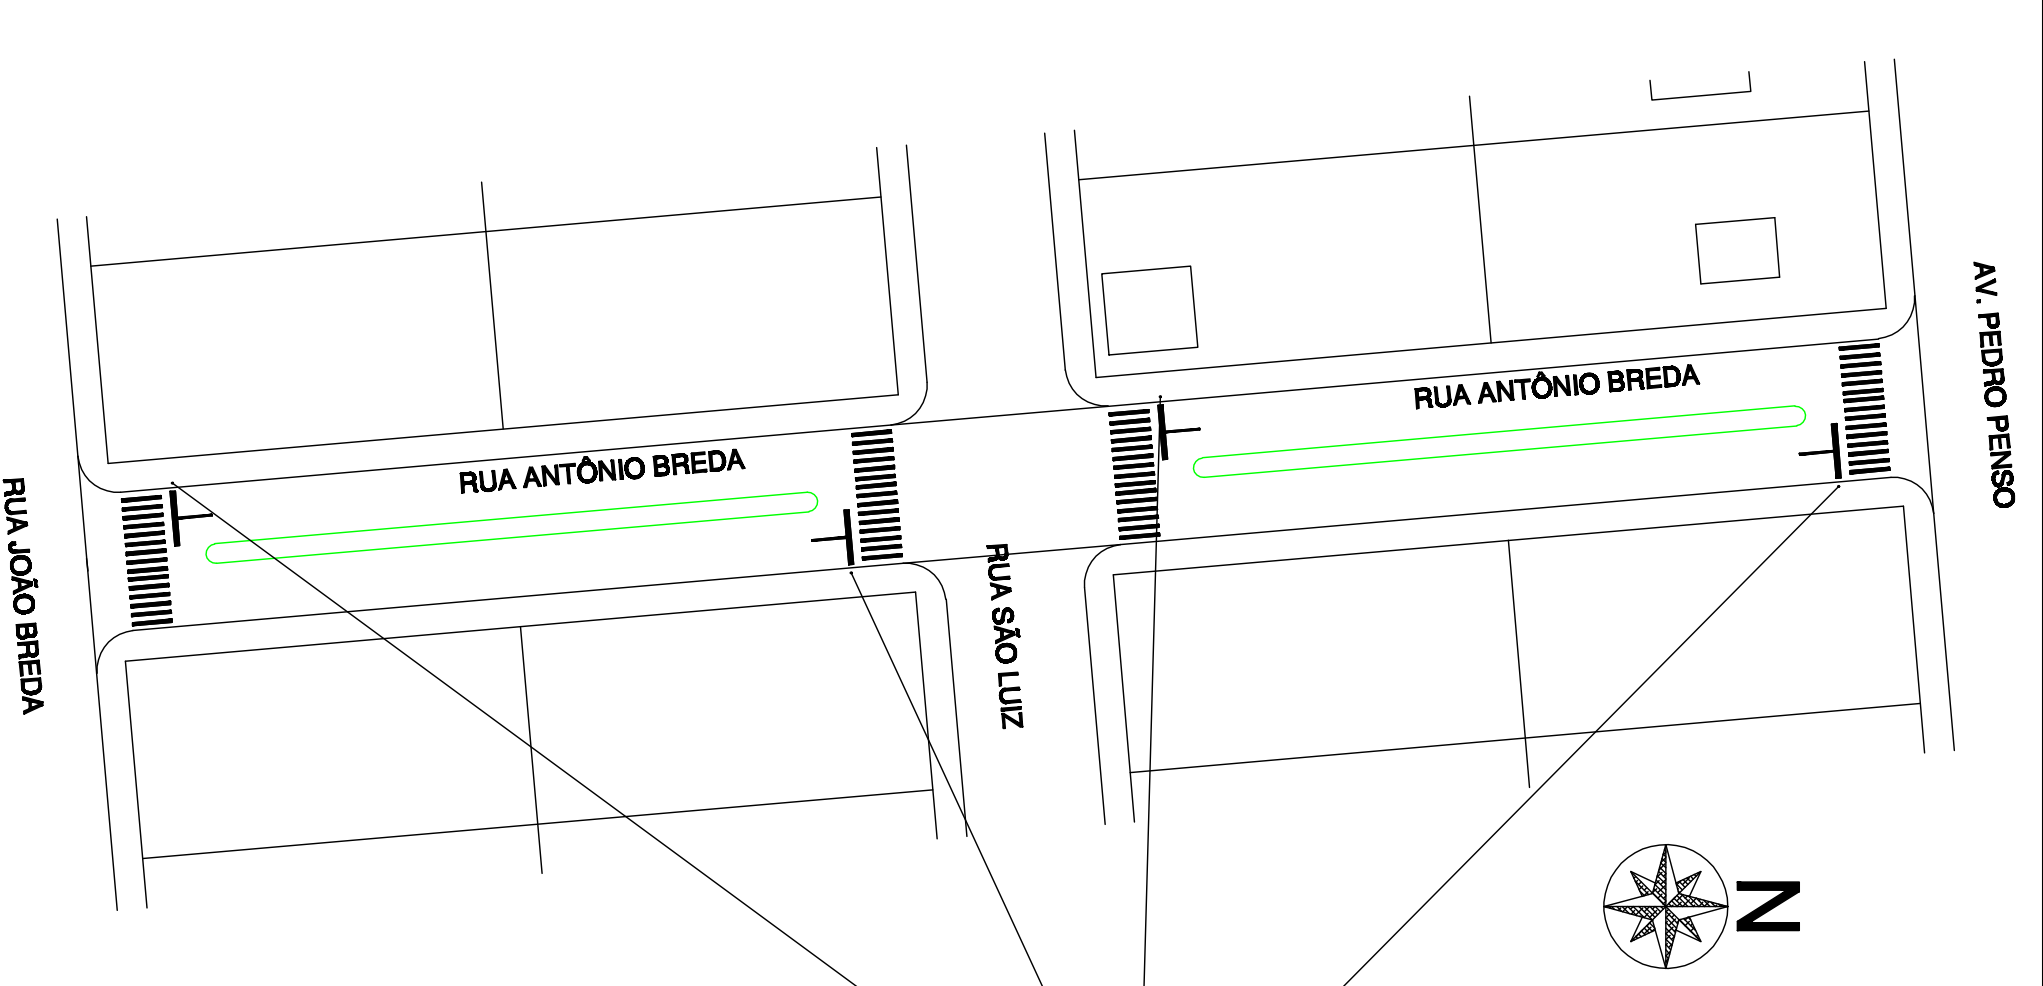 RUA ANTÔNIO BREDA
AV. PEDRO PENSO
RUA ANTÔNIO BREDA
RUA JOÃO BREDA
RUA SÃO LUIZ
N